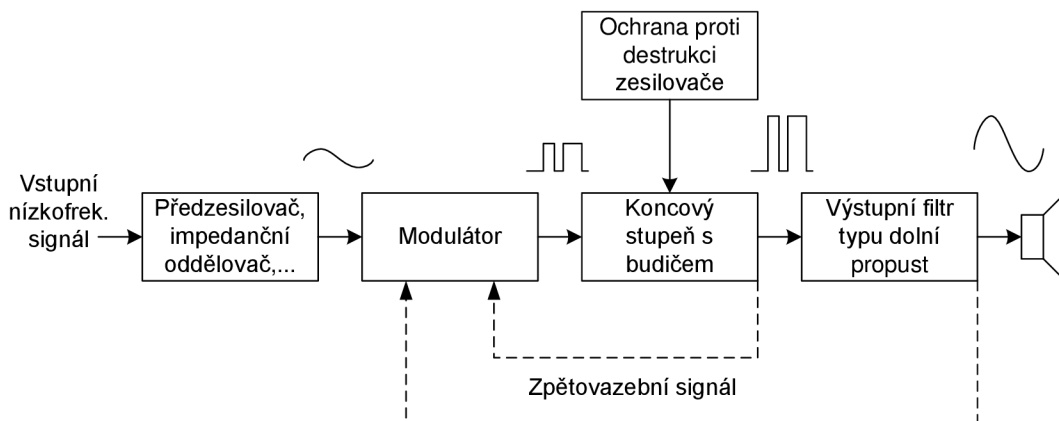 Ochrana proti
destrukci
zesilovače
Vstupní
nízkofrek.
signál
Předzesilovač,
impedanční
oddělovač,...
Modulátor
Koncový
stupeň s
budičem
Výstupní filtr
typu dolní
propust
Zpětovazební signál